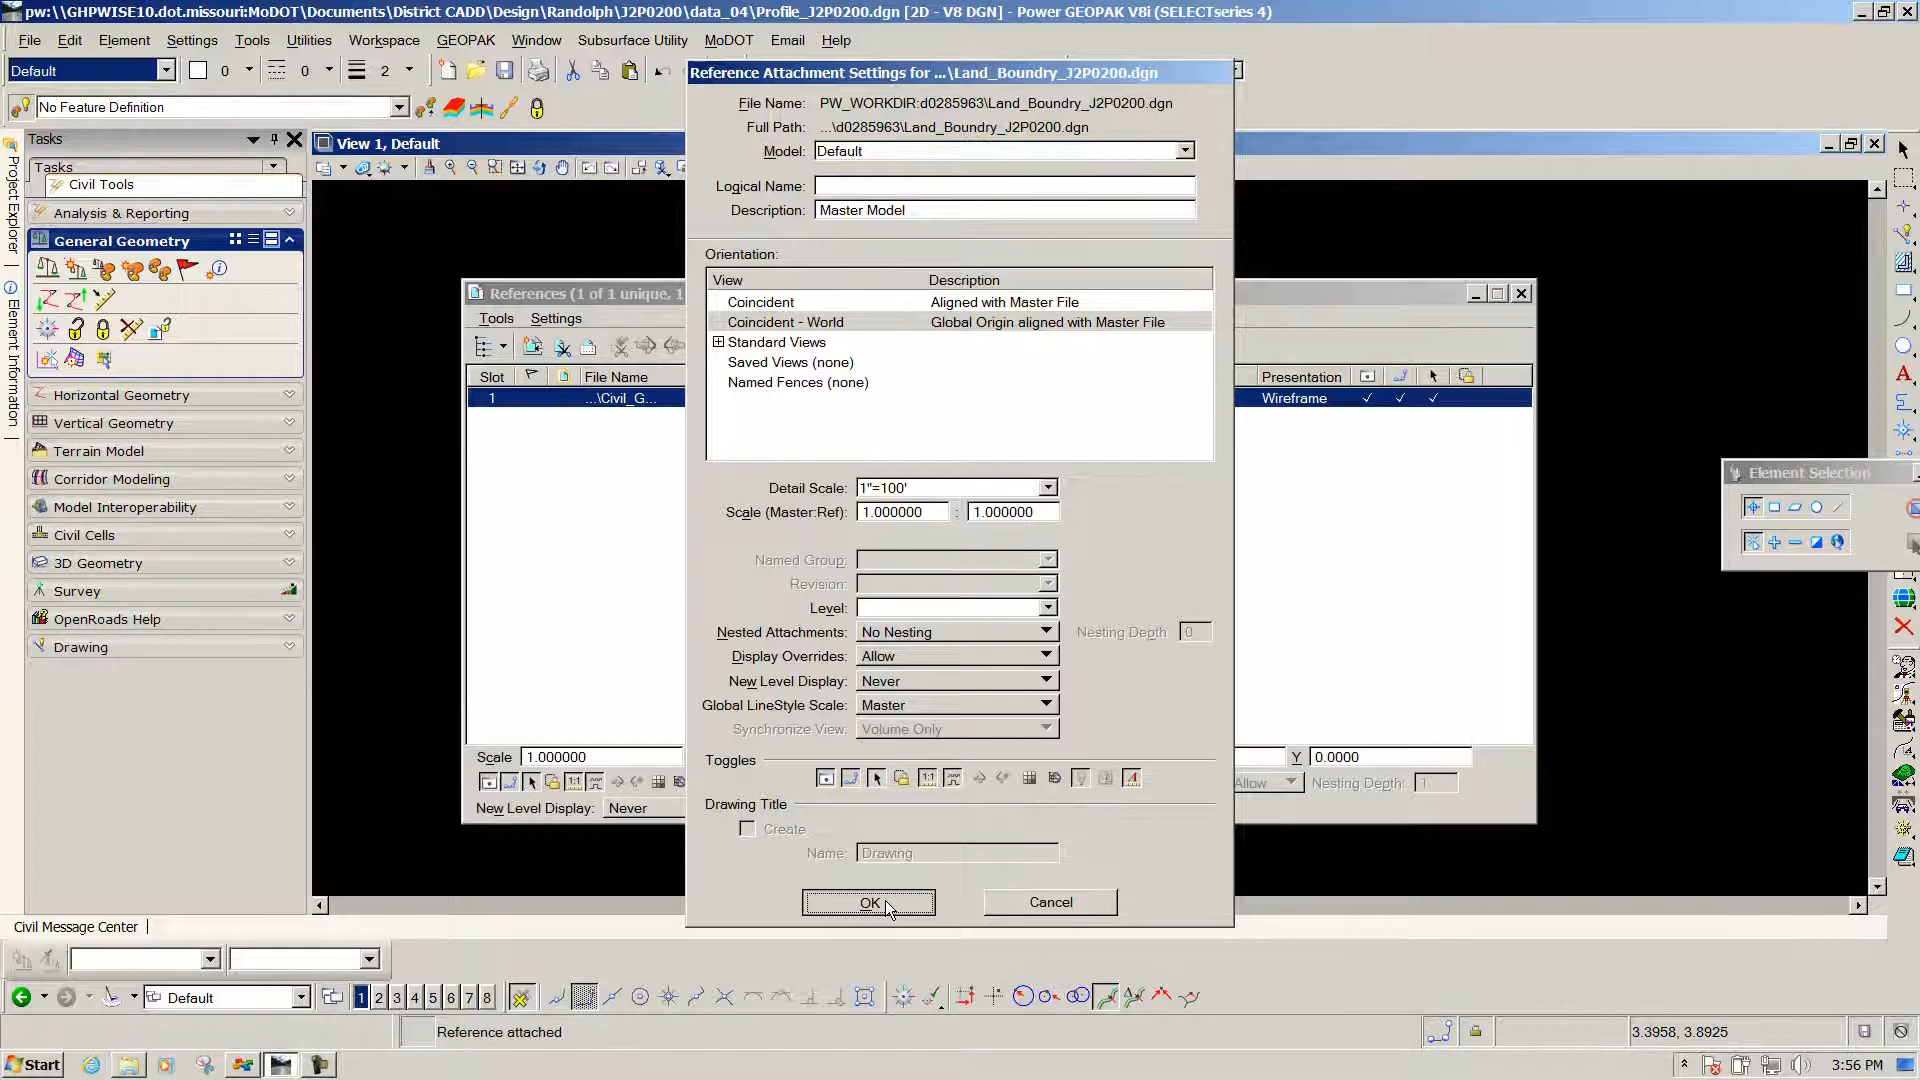 pw:\\GHPWISE10.dot.missouri:MoDOT\Documents\District CADD\Design\Randolph\J2P0200\data_04\Profile_J2P0200.dgn [2D - V8 DGN] - Power GEOPAK V8i (SELECTseries 4)
File Edit Element Settings Tools Utilities Workspace GEOPAK Window Subsurface Utility MoDOT Email Help
Default 0 0 2
No Feature Definition
Reference Attachment Settings for ...\Land_Boundry_J2P0200.dgn
File Name: PW_WORKDIR:d0285963\Land_Boundry_J2P0200.dgn
Full Path: ...\d0285963\Land_Boundry_J2P0200.dgn
Model: Default
Logical Name:
Description: Master Model
Orientation:
View Description
Coincident Aligned with Master File
Coincident - World Global Origin aligned with Master File
Standard Views
Saved Views (none)
Named Fences (none)
Detail Scale: 1"=100'
Scale (Master:Ref): 1.000000 : 1.000000
Named Group:
Revision:
Level:
Nested Attachments: No Nesting Nesting Depth 0
Display Overrides: Allow
New Level Display: Never
Global LineStyle Scale: Master
Synchronize View: Volume Only
Toggles
1:1
Drawing Title
Create
Name: Drawing
OK Cancel
Project Explorer
Element Information
Tasks
Tasks
Civil Tools
Analysis & Reporting
General Geometry
Horizontal Geometry
Vertical Geometry
Terrain Model
Corridor Modeling
Model Interoperability
Civil Cells
3D Geometry
Survey
OpenRoads Help
Drawing
View 1, Default
References (1 of 1 unique, 1
Tools Settings
Slot File Name Presentation
1 ...\Civil_G... Wireframe
Scale 1.000000 Y 0.0000
1:1 Allow Nesting Depth: 1
New Level Display: Never
Element Selection
Civil Message Center
Default 1 2 3 4 5 6 7 8
Reference attached 3.3958, 3.8925
Start 3:56 PM